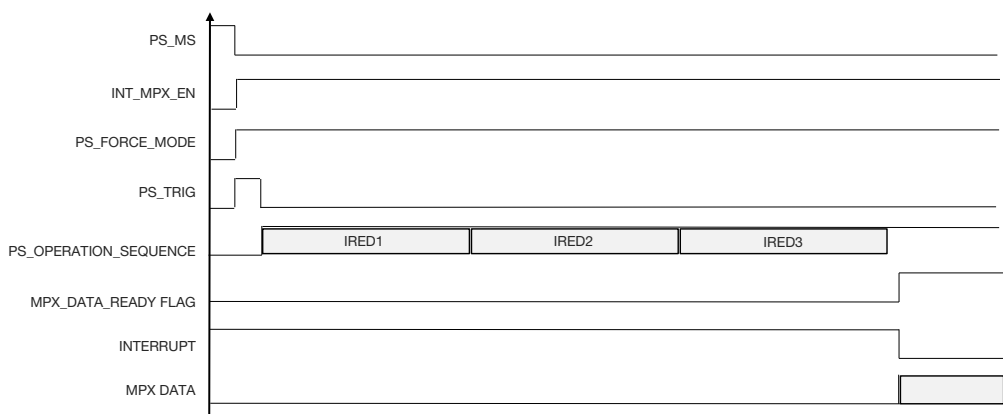 PS_MS
INT_MPX_EN
PS_FORCE_MODE
PS_TRIG
PS_OPERATION_SEQUENCE
IRED1
IRED2
IRED3
MPX_DATA_READY FLAG
INTERRUPT
MPX DATA